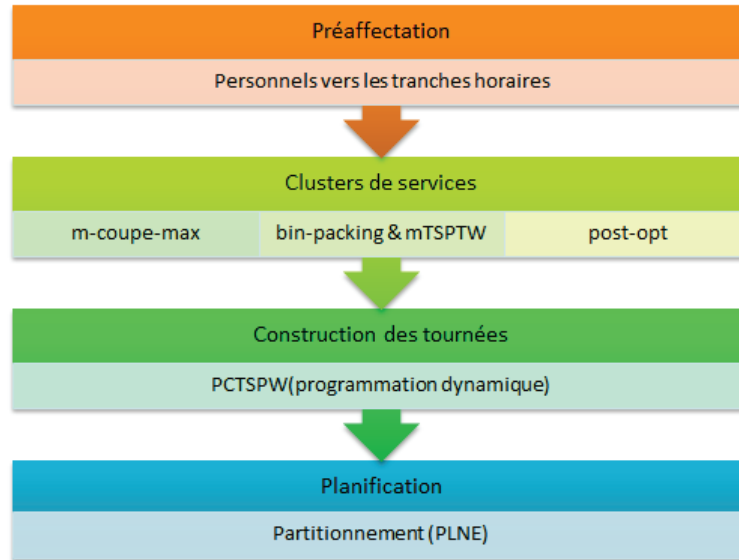 Préaffectation
Personnels vers les tranches horaires
Clusters de services
m-coupe-max bin-packing & mTSPTW post-opt
Construction des tournées
PCTSPW(programmation dynamique)
Planification
Partitionnement (PLNE)